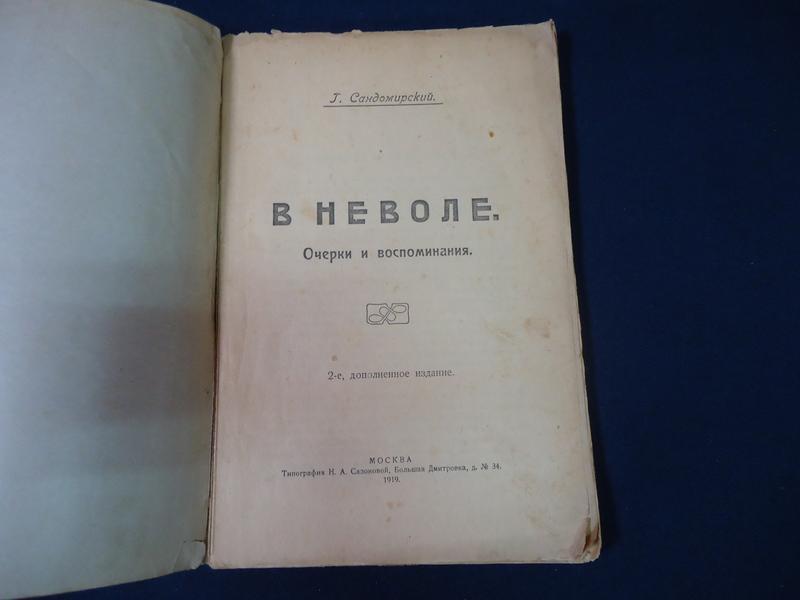 Г. Сандомирский.
В НЕВОЛЕ.
Очерки и воспоминания.
2-е, дополненное издание.
МОСКВА
Типография Н. А. Сазоновой, Большая Дмитровка, д. № 34.
1919.